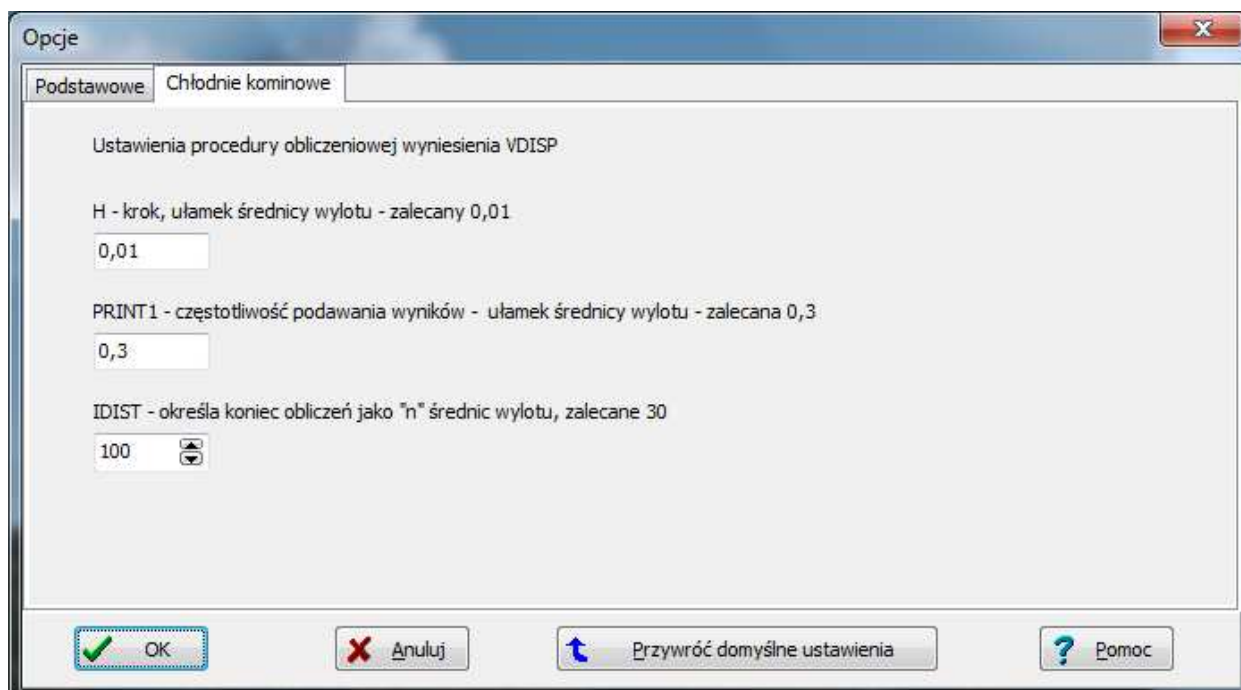 Opcje
Podstawowe Chłodnie kominowe
Ustawienia procedury obliczeniowej wyniesienia VDISP
H - krok, ułamek średnicy wylotu - zalecany 0,01
0,01
PRINT1 - częstotliwość podawania wyników - ułamek średnicy wylotu - zalecana 0,3
0,3
IDIST - określa koniec obliczeń jako "n" średnic wylotu, zalecane 30
100
OK Anuluj Przywróć domyślne ustawienia Pomoc